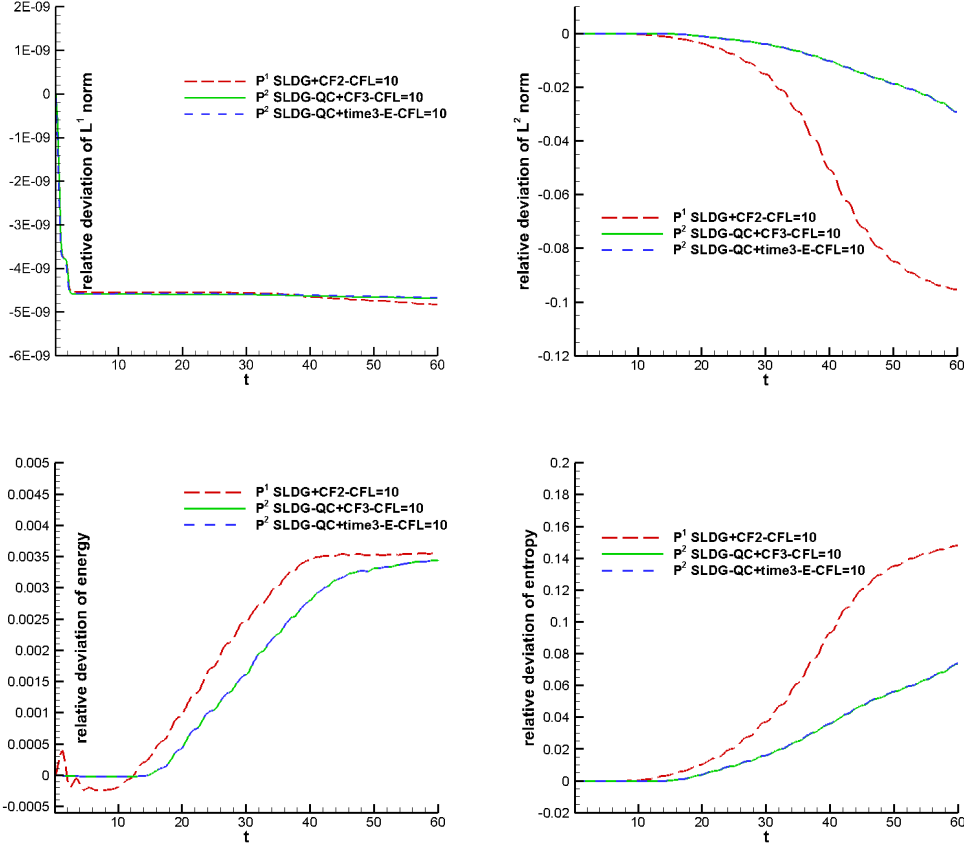 relative deviation of L¹ norm
2E-09
1E-09
0
-1E-09
-2E-09
-3E-09
-4E-09
-5E-09
-6E-09
P¹ SLDG+CF2-CFL=10
P² SLDG-QC+CF3-CFL=10
P² SLDG-QC+time3-E-CFL=10
10 20 30 40 50 60
t
relative deviation of L² norm
0
-0.02
-0.04
-0.06
-0.08
-0.1
-0.12
P¹ SLDG+CF2-CFL=10
P² SLDG-QC+CF3-CFL=10
P² SLDG-QC+time3-E-CFL=10
10 20 30 40 50 60
t
relative deviation of energy
0.005
0.0045
0.004
0.0035
0.003
0.0025
0.002
0.0015
0.001
0.0005
0
-0.0005
P¹ SLDG+CF2-CFL=10
P² SLDG-QC+CF3-CFL=10
P² SLDG-QC+time3-E-CFL=10
20 40 60
t
relative deviation of entropy
0.2
0.18
0.16
0.14
0.12
0.1
0.08
0.06
0.04
0.02
0
-0.02
P¹ SLDG+CF2-CFL=10
P² SLDG-QC+CF3-CFL=10
P² SLDG-QC+time3-E-CFL=10
10 20 30 40 50 60
t